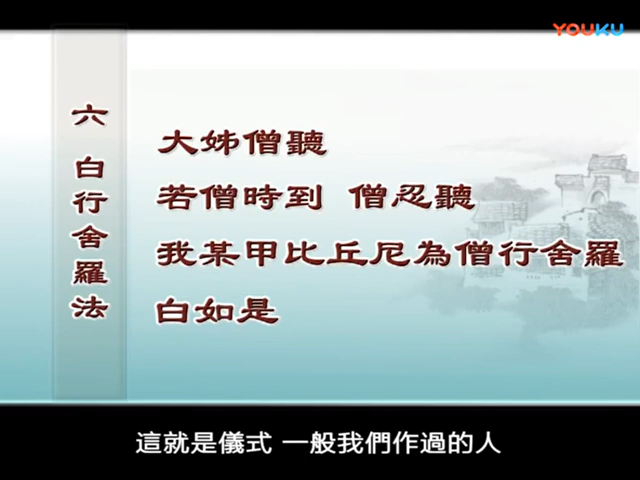 YOUKU
六 白行舍羅法
大姊僧聽
若僧時到 僧忍聽
我某甲比丘尼為僧行舍羅
白如是
這就是儀式 一般我們作過的人